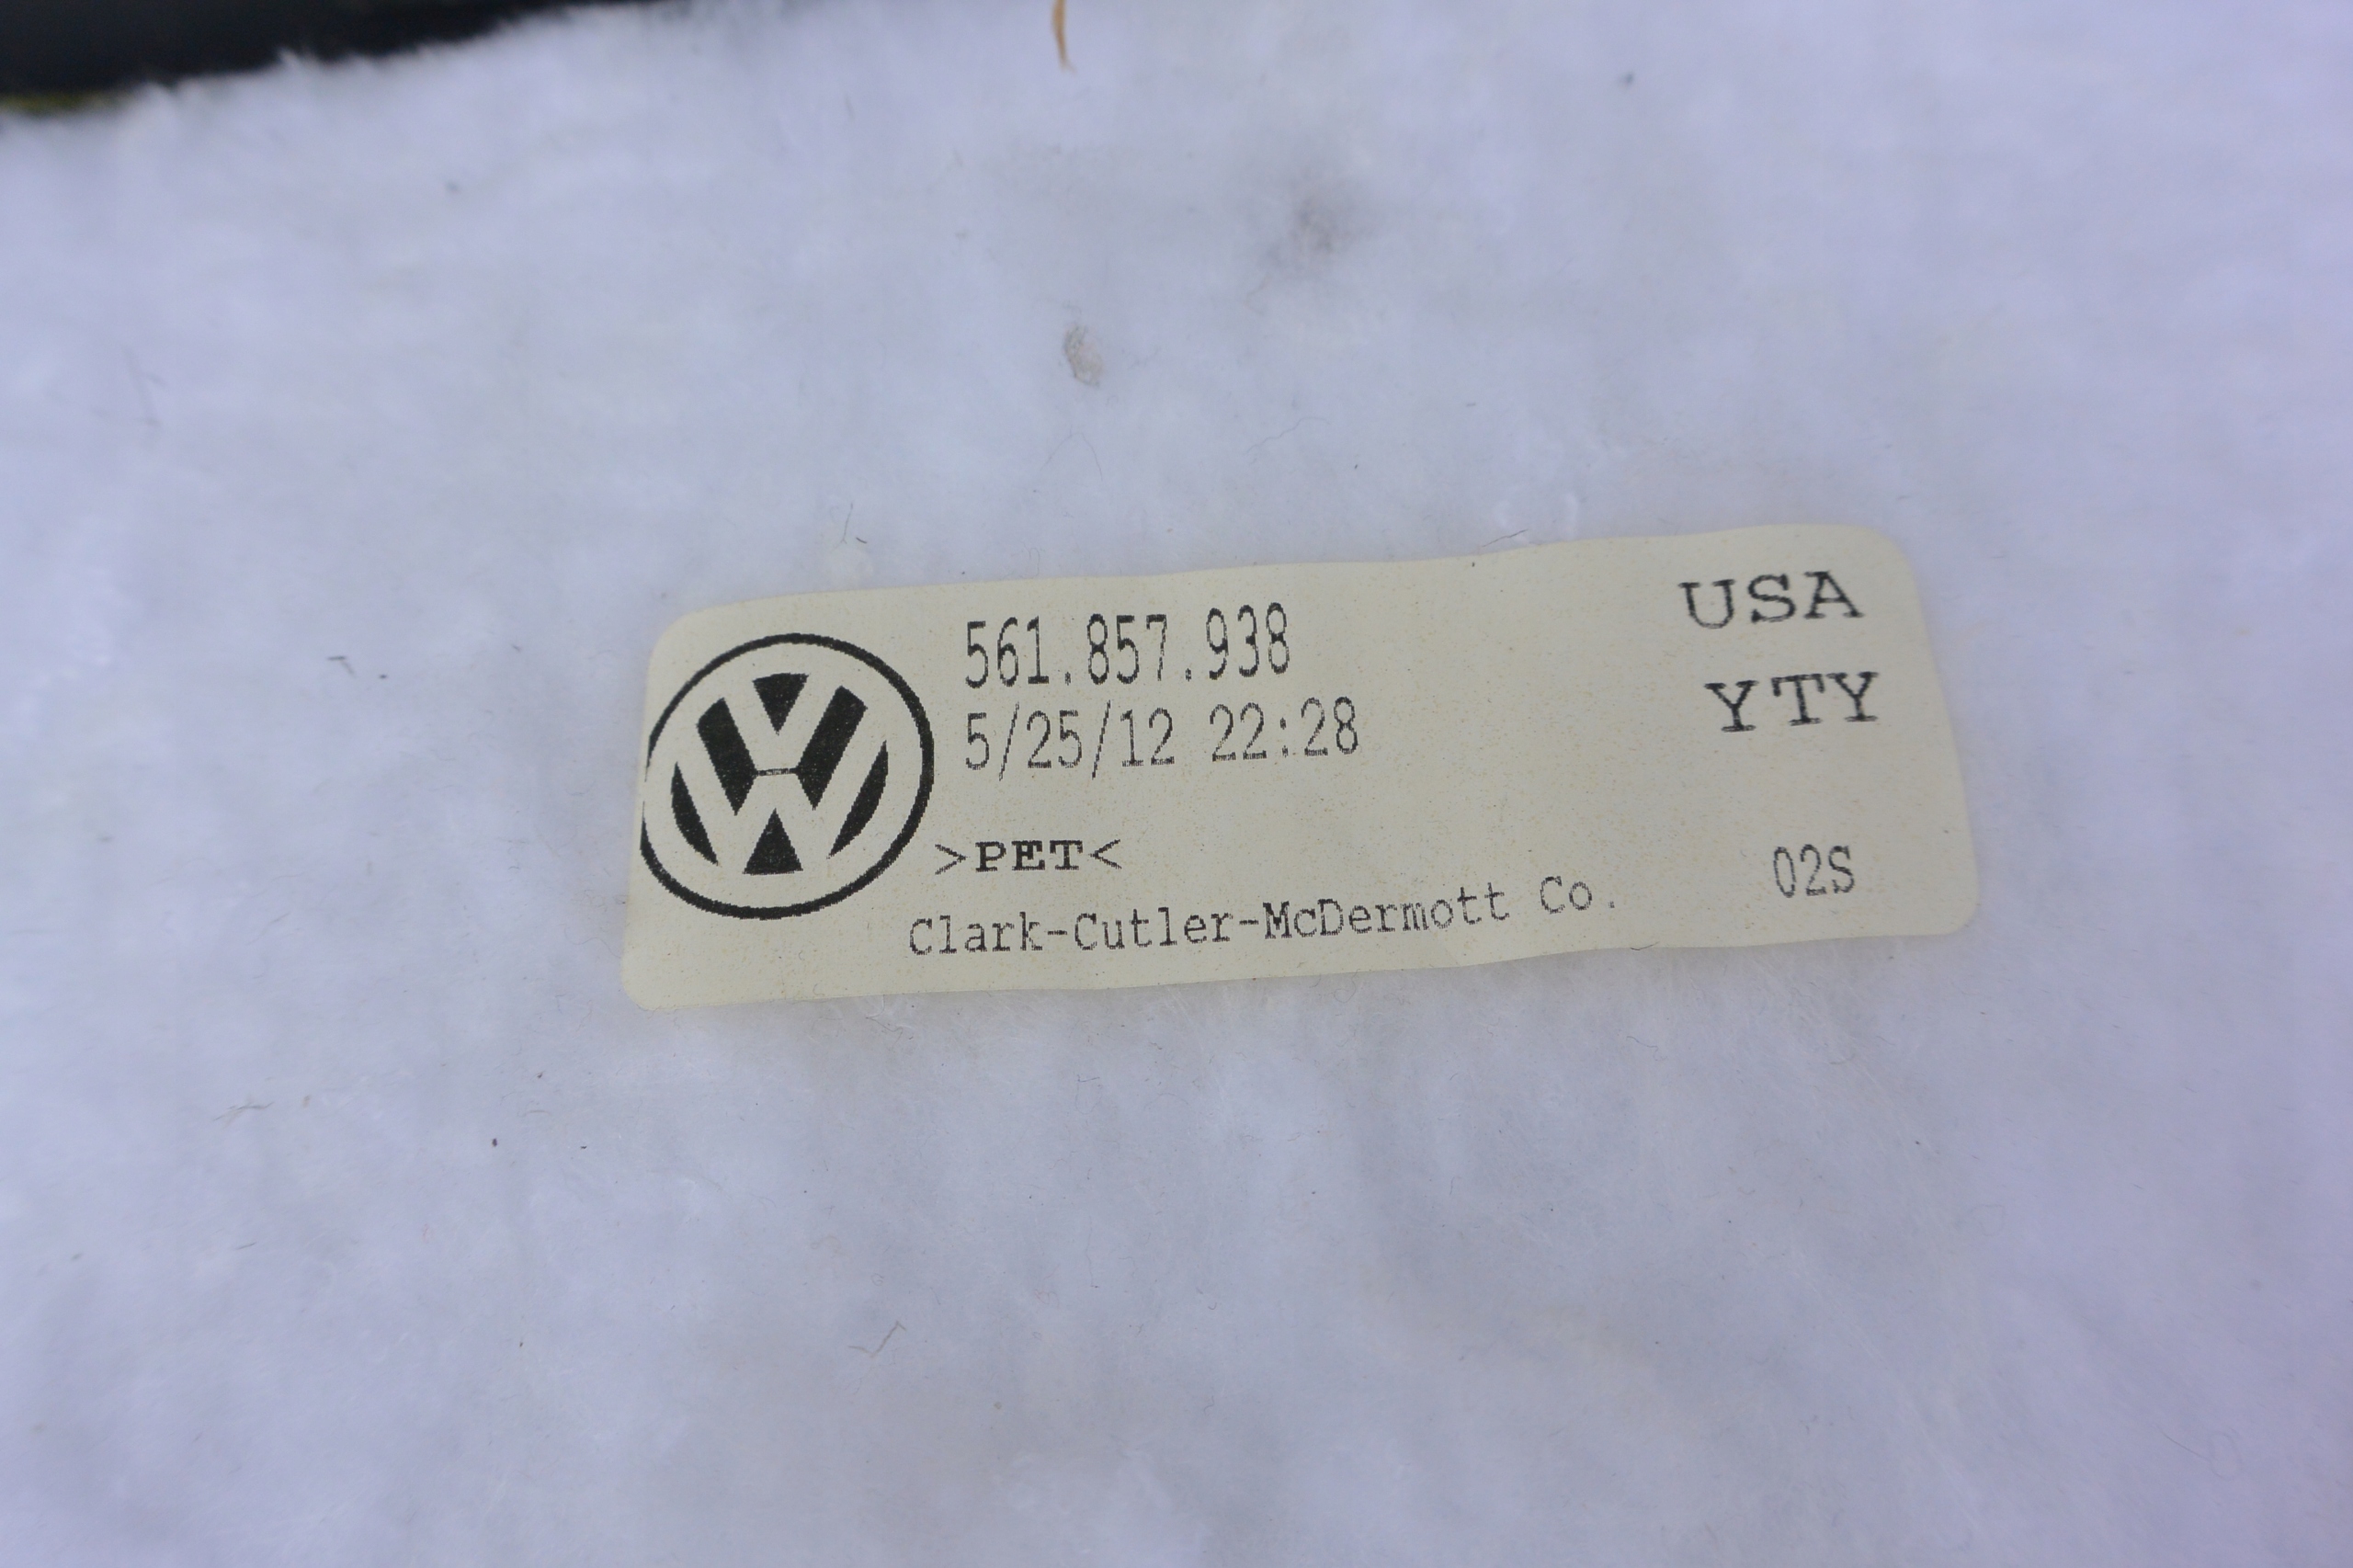 561.857.938
USA
5/25/12 22:28
YTY
>PET<
02S
Clark-Cutler-McDermott Co.